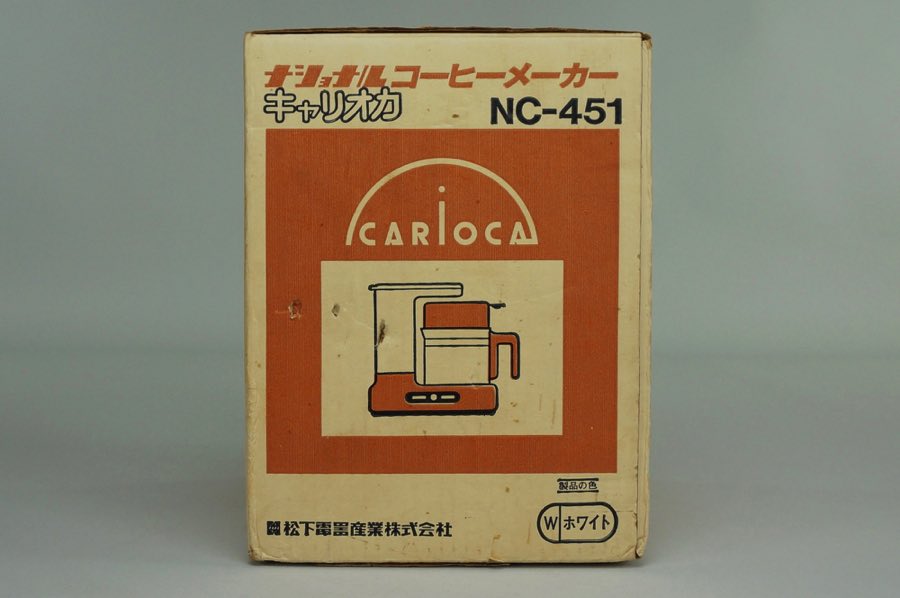 ナショナル コーヒーメーカー
キャリオカ NC-451
CARiOCA
製品の色
W ホワイト
松下電器産業株式会社